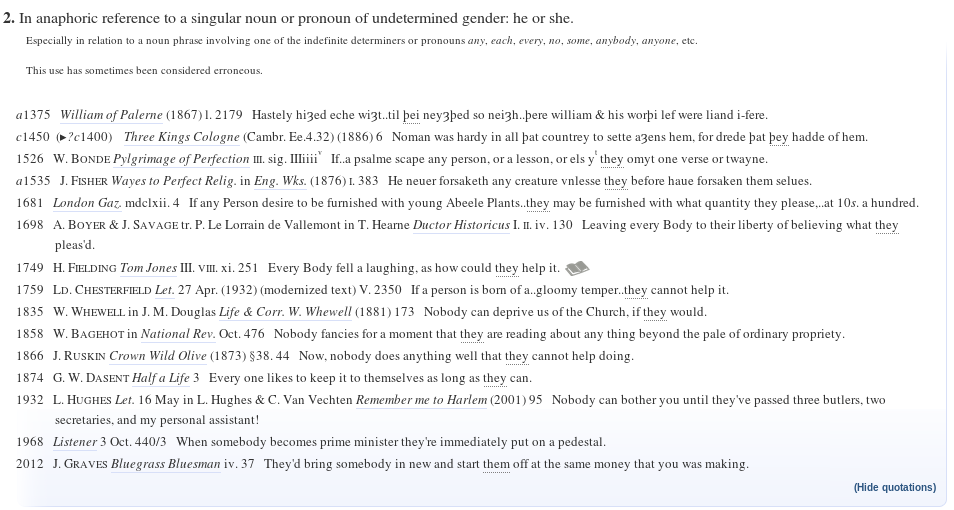 2. In anaphoric reference to a singular noun or pronoun of undetermined gender: he or she.
Especially in relation to a noun phrase involving one of the indefinite determiners or pronouns any, each, every, no, some, anybody, anyone, etc.
This use has sometimes been considered erroneous.
a1375 William of Palerne (1867) l. 2179 Hastely hiȝed eche wiȝt..til þei neyȝþed so neiȝh..þere william & his worþi lef were liand i-fere.
c1450 (▸?c1400) Three Kings Cologne (Cambr. Ee.4.32) (1886) 6 Noman was hardy in all þat countrey to sette aȝens hem, for drede þat þey hadde of hem.
1526 W. BONDE Pylgrimage of Perfection III. sig. IIIiiiiᵛ If..a psalme scape any person, or a lesson, or els yᵗ they omyt one verse or twayne.
a1535 J. FISHER Wayes to Perfect Relig. in Eng. Wks. (1876) I. 383 He neuer forsaketh any creature vnlesse they before haue forsaken them selues.
1681 London Gaz. mdclxii. 4 If any Person desire to be furnished with young Abeele Plants..they may be furnished with what quantity they please,..at 10s. a hundred.
1698 A. BOYER & J. SAVAGE tr. P. Le Lorrain de Vallemont in T. Hearne Ductor Historicus I. II. iv. 130 Leaving every Body to their liberty of believing what they
pleas'd.
1749 H. FIELDING Tom Jones III. VIII. xi. 251 Every Body fell a laughing, as how could they help it.
1759 LD. CHESTERFIELD Let. 27 Apr. (1932) (modernized text) V. 2350 If a person is born of a..gloomy temper..they cannot help it.
1835 W. WHEWELL in J. M. Douglas Life & Corr. W. Whewell (1881) 173 Nobody can deprive us of the Church, if they would.
1858 W. BAGEHOT in National Rev. Oct. 476 Nobody fancies for a moment that they are reading about any thing beyond the pale of ordinary propriety.
1866 J. RUSKIN Crown Wild Olive (1873) §38. 44 Now, nobody does anything well that they cannot help doing.
1874 G. W. DASENT Half a Life 3 Every one likes to keep it to themselves as long as they can.
1932 L. HUGHES Let. 16 May in L. Hughes & C. Van Vechten Remember me to Harlem (2001) 95 Nobody can bother you until they've passed three butlers, two
secretaries, and my personal assistant!
1968 Listener 3 Oct. 440/3 When somebody becomes prime minister they're immediately put on a pedestal.
2012 J. GRAVES Bluegrass Bluesman iv. 37 They'd bring somebody in new and start them off at the same money that you was making.
(Hide quotations)